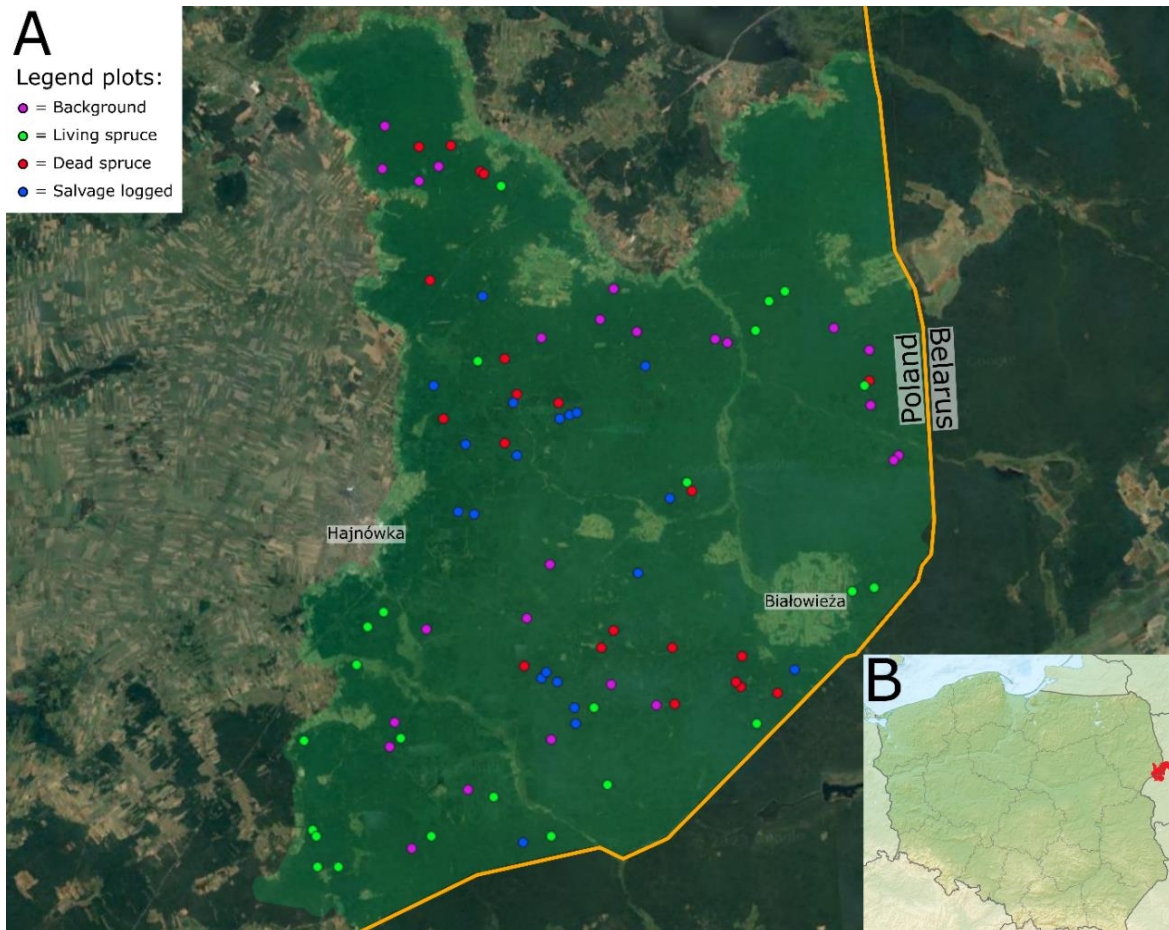 A
Legend plots:
= Background
= Living spruce
= Dead spruce
= Salvage logged
Poland
Belarus
Hajnówka
Białowieża
B